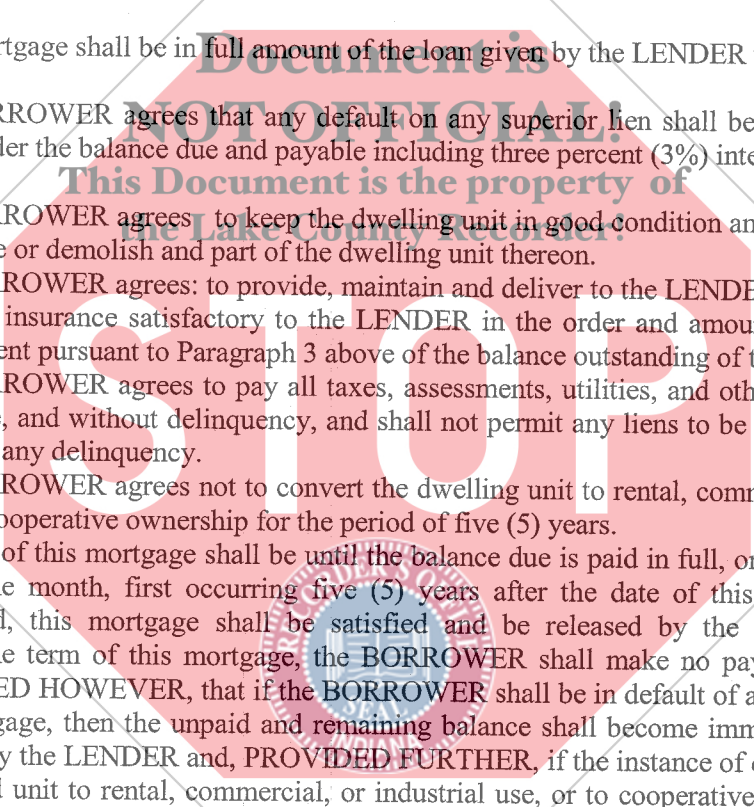 rtgage shall be in full amount of the loan given by the LENDER
Document is
RROWER agrees that any default on any superior lien shall be
NOT OFFICIAL!
der the balance due and payable including three percent (3%) inte
This Document is the property of
RROWER agrees to keep the dwelling unit in good condition an
the Lake County Recorder!
e or demolish and part of the dwelling unit thereon.
RROWER agrees: to provide, maintain and deliver to the LENDE
insurance satisfactory to the LENDER in the order and amou
ent pursuant to Paragraph 3 above of the balance outstanding of t
RROWER agrees to pay all taxes, assessments, utilities, and oth
, and without delinquency, and shall not permit any liens to be
any delinquency.
STOP
RROWER agrees not to convert the dwelling unit to rental, comm
ooperative ownership for the period of five (5) years.
of this mortgage shall be until the balance due is paid in full, or
e month, first occurring five (5) years after the date of this
d, this mortgage shall be satisfied and be released by the
e term of this mortgage, the BORROWER shall make no pay
ED HOWEVER, that if the BORROWER shall be in default of a
gage, then the unpaid and remaining balance shall become imm
y the LENDER and, PROVIDED FURTHER, if the instance of
d unit to rental, commercial, or industrial use, or to cooperative
RECORDER'S OFFICE
SEAL
INDIANA